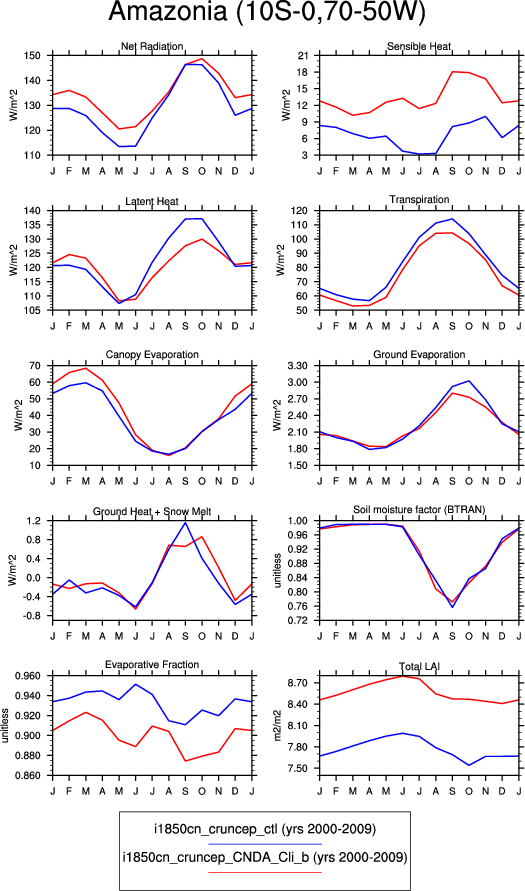 Amazonia (10S-0,70-50W)
Net Radiation
W/m^2
150
140
130
120
110
J F M A M J J A S O N D J
Sensible Heat
W/m^2
21
18
15
12
9
6
3
J F M A M J J A S O N D J
Latent Heat
W/m^2
140
135
130
125
120
115
110
105
J F M A M J J A S O N D J
Transpiration
W/m^2
120
110
100
90
80
70
60
50
J F M A M J J A S O N D J
Canopy Evaporation
W/m^2
70
60
50
40
30
20
10
J F M A M J J A S O N D J
Ground Evaporation
W/m^2
3.30
3.00
2.70
2.40
2.10
1.80
1.50
J F M A M J J A S O N D J
Ground Heat + Snow Melt
W/m^2
1.2
0.8
0.4
0.0
-0.4
-0.8
J F M A M J J A S O N D J
Soil moisture factor (BTRAN)
unitless
1.00
0.96
0.92
0.88
0.84
0.80
0.76
0.72
J F M A M J J A S O N D J
Evaporative Fraction
unitless
0.960
0.940
0.920
0.900
0.880
0.860
J F M A M J J A S O N D J
Total LAI
m2/m2
8.70
8.40
8.10
7.80
7.50
J F M A M J J A S O N D J
i1850cn_cruncep_ctl (yrs 2000-2009)
i1850cn_cruncep_CNDA_Cli_b (yrs 2000-2009)